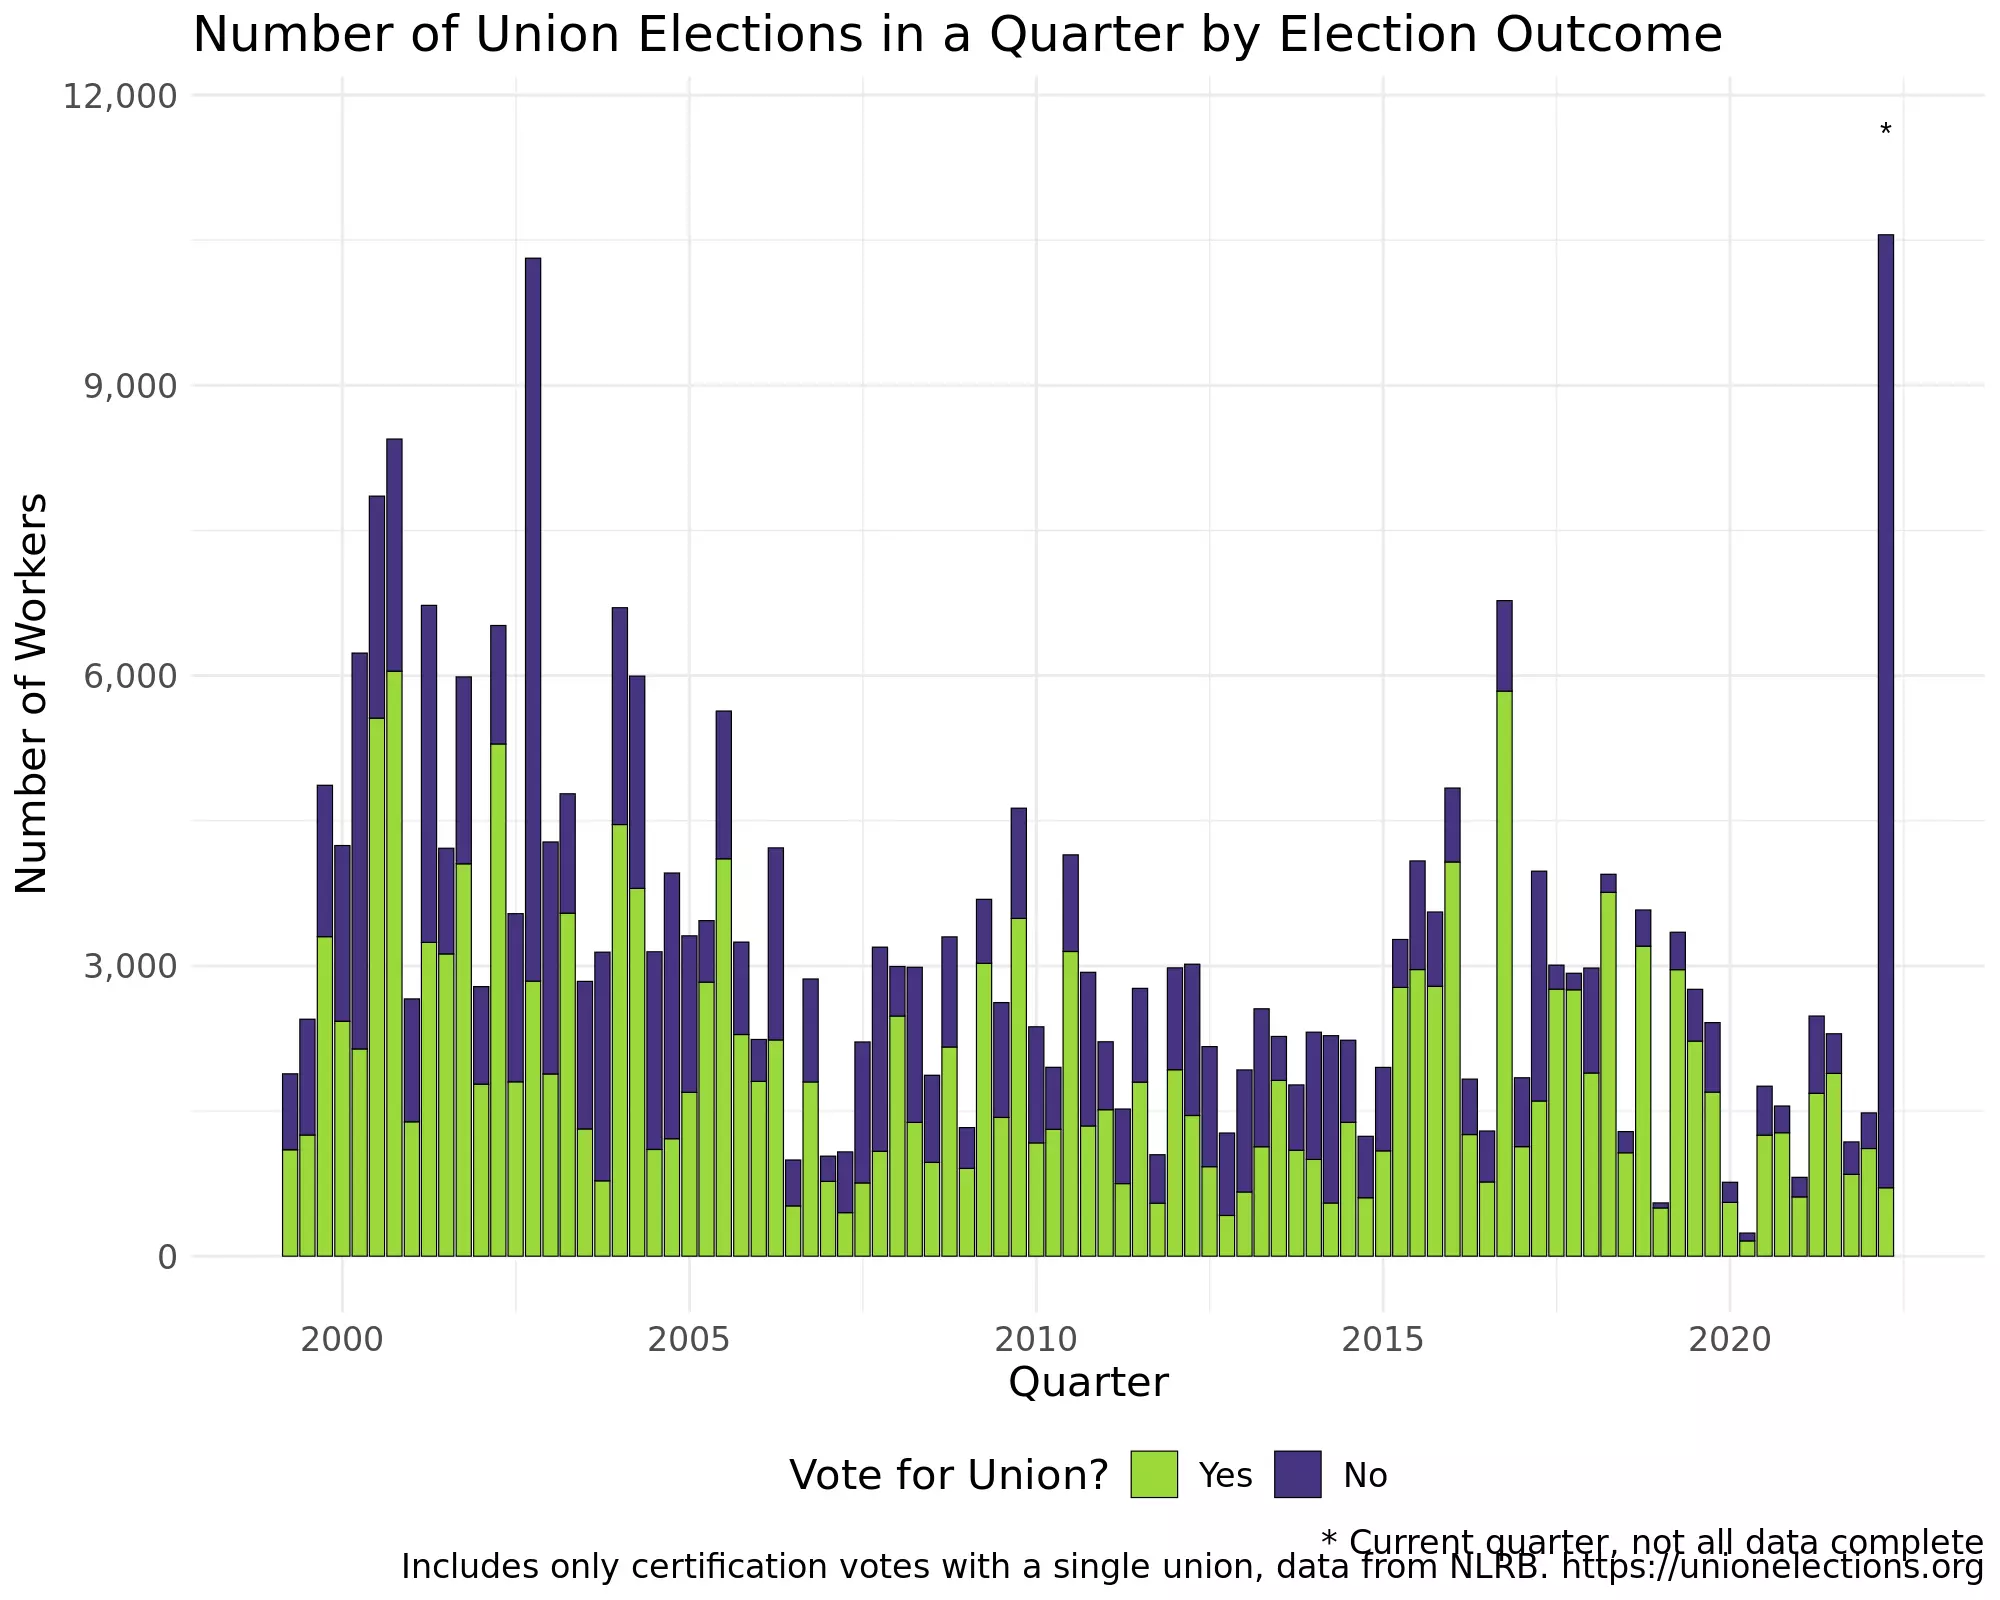 Number of Union Elections in a Quarter by Election Outcome
12,000
*
9,000
6,000
3,000
0
Number of Workers
2000 2005 2010 2015 2020
Quarter
Vote for Union? Yes No
* Current quarter, not all data complete
Includes only certification votes with a single union, data from NLRB. https://unionelections.org